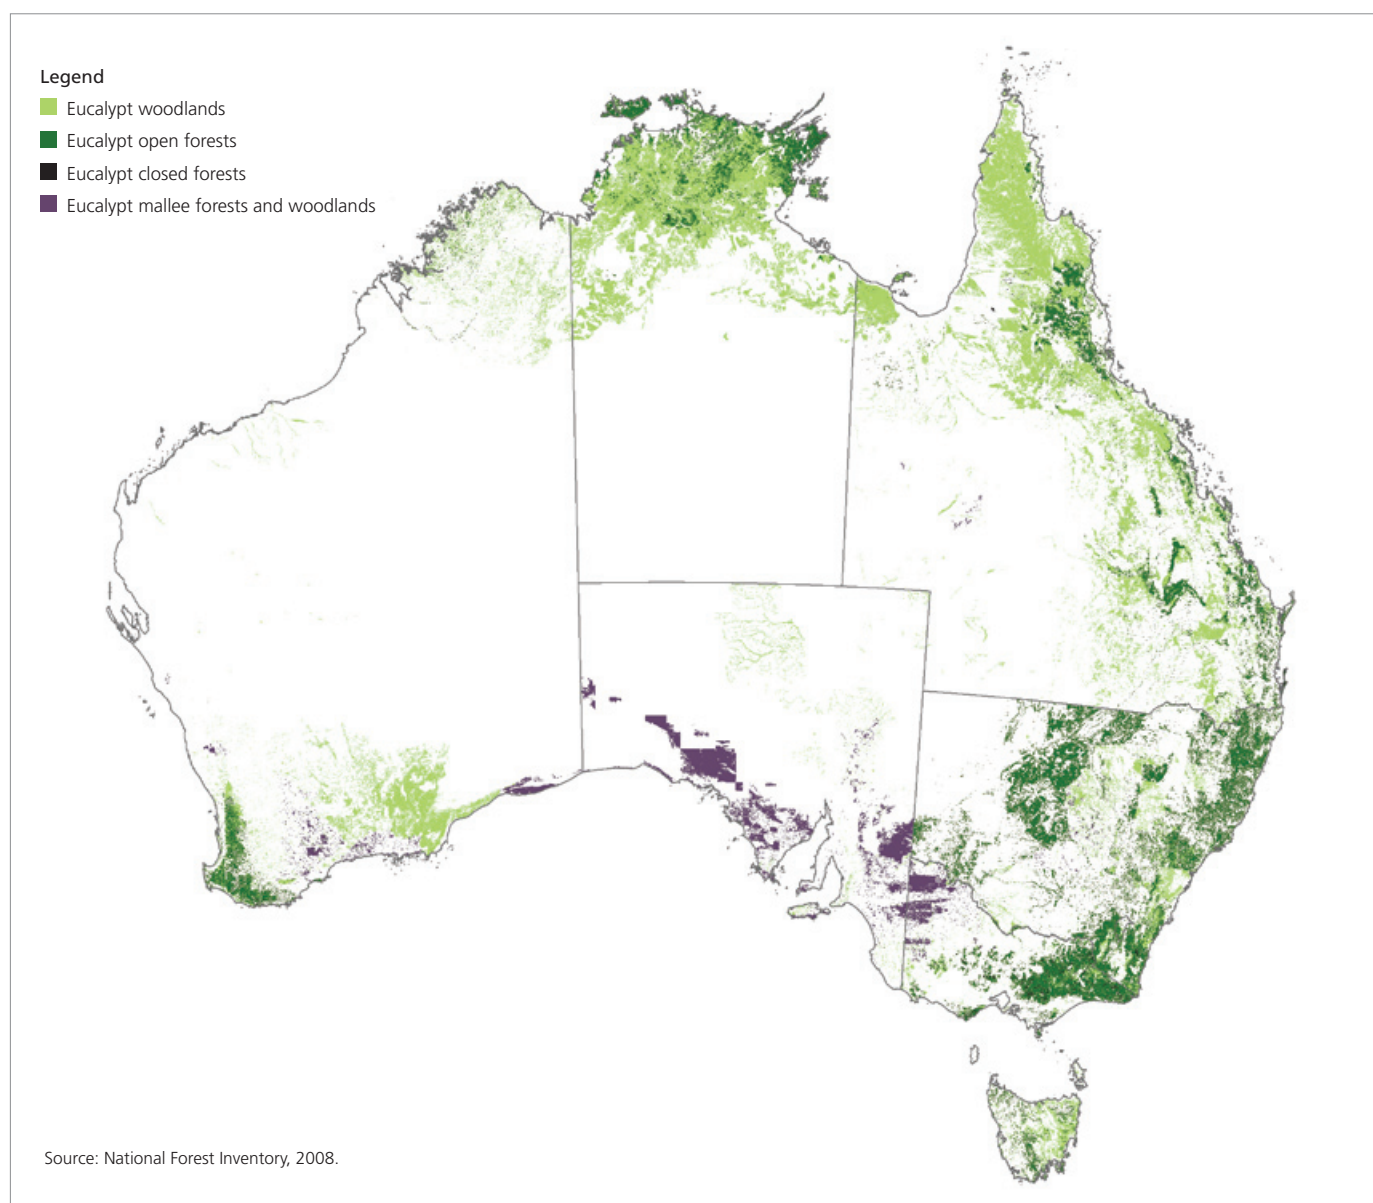 Legend
Eucalypt woodlands
Eucalypt open forests
Eucalypt closed forests
Eucalypt mallee forests and woodlands
Source: National Forest Inventory, 2008.